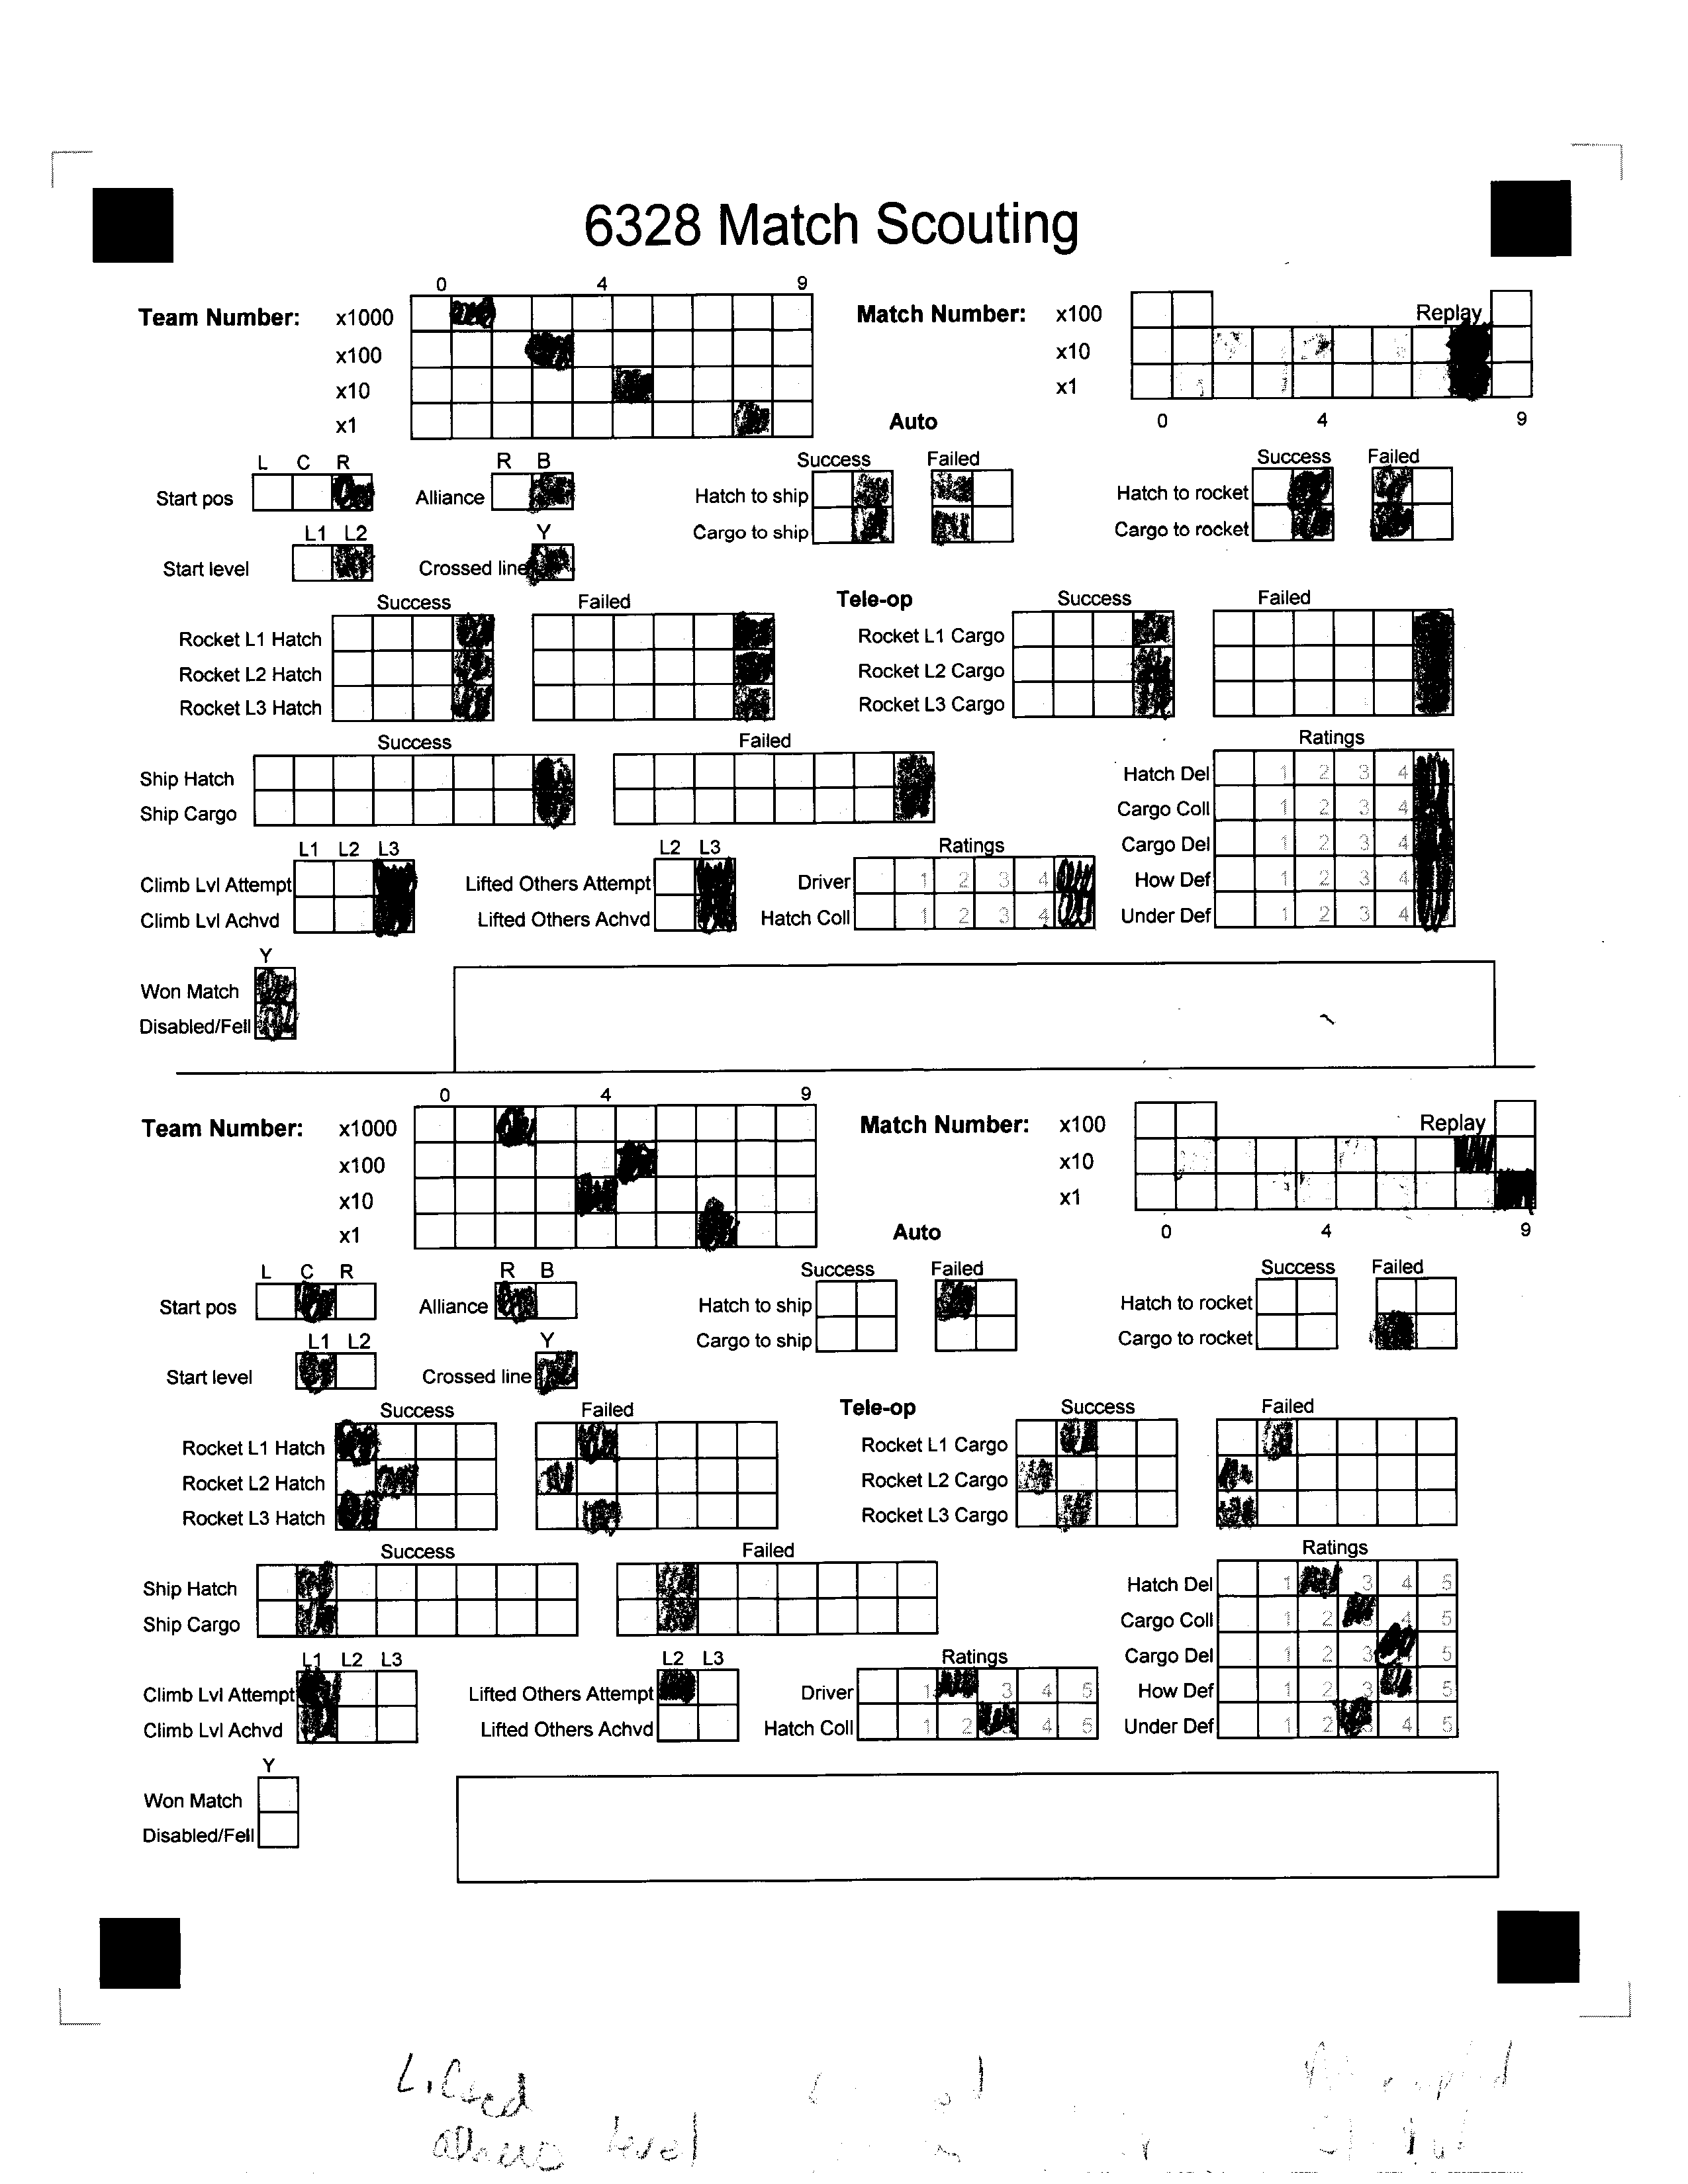 6328 Match Scouting
0 4 9
Team Number: x1000 Match Number: x100 Replay
x100 x10
x10 x1
x1 Auto 0 4 9
L C R R B Success Failed Success Failed
Start pos Alliance Hatch to ship Hatch to rocket
L1 L2 Y Cargo to ship Cargo to rocket
Start level Crossed line
Success Failed Tele-op Success Failed
Rocket L1 Hatch Rocket L1 Cargo
Rocket L2 Hatch Rocket L2 Cargo
Rocket L3 Hatch Rocket L3 Cargo
Success Failed Ratings
Ship Hatch Hatch Del 1 2 3 4
Ship Cargo Cargo Coll 1 2 3 4
L1 L2 L3 L2 L3 Ratings Cargo Del 1 2 3 4
Climb Lvl Attempt Lifted Others Attempt Driver 1 2 3 4 How Def 1 2 3 4
Climb Lvl Achvd Lifted Others Achvd Hatch Coll 1 2 3 4 Under Def 1 2 3 4
Y
Won Match
Disabled/Fell
0 4 9
Team Number: x1000 Match Number: x100 Replay
x100 x10
x10 x1
x1 Auto 0 4 9
L C R R B Success Failed Success Failed
Start pos Alliance Hatch to ship Hatch to rocket
L1 L2 Y Cargo to ship Cargo to rocket
Start level Crossed line
Success Failed Tele-op Success Failed
Rocket L1 Hatch Rocket L1 Cargo
Rocket L2 Hatch Rocket L2 Cargo
Rocket L3 Hatch Rocket L3 Cargo
Success Failed Ratings
Ship Hatch Hatch Del 1 3 4 5
Ship Cargo Cargo Coll 1 2 4 5
L1 L2 L3 L2 L3 Ratings Cargo Del 1 2 3 5
Climb Lvl Attempt Lifted Others Attempt Driver 1 3 4 5 How Def 1 2 3 5
Climb Lvl Achvd Lifted Others Achvd Hatch Coll 1 2 4 5 Under Def 1 2 4 5
Y
Won Match
Disabled/Fell
level